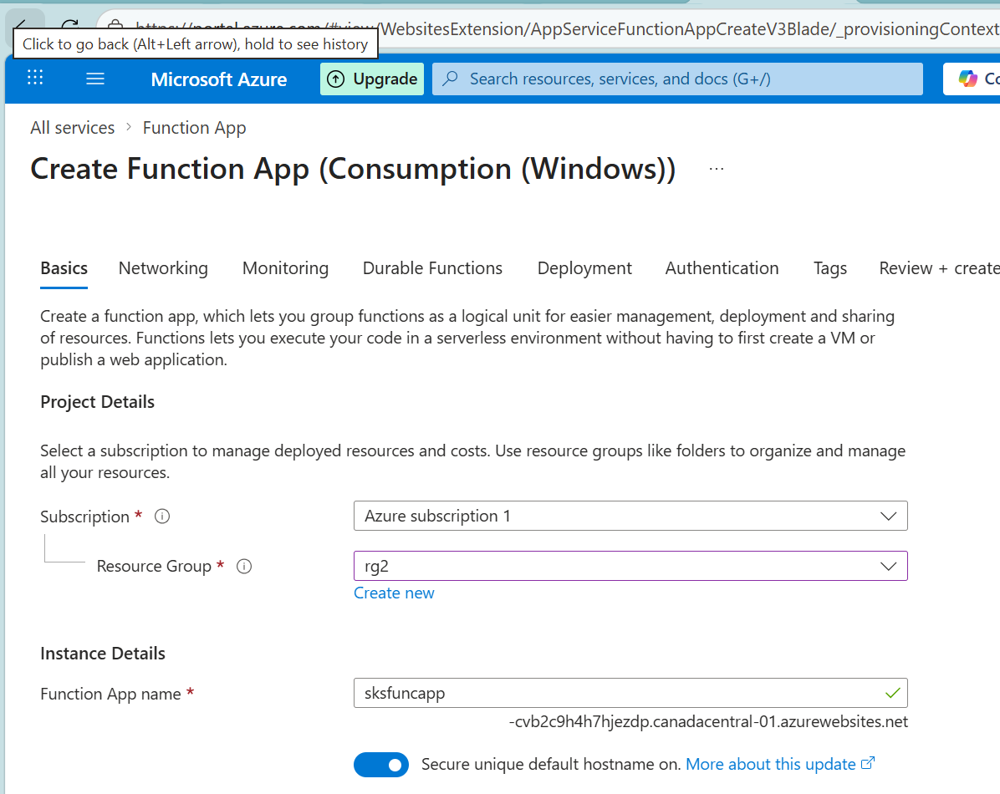 https://portal.azure.com/#view/WebsitesExtension/AppServiceFunctionAppCreateV3Blade/_provisioningContext
Click to go back (Alt+Left arrow), hold to see history
Microsoft Azure
Upgrade
Search resources, services, and docs (G+/)
All services > Function App
Create Function App (Consumption (Windows)) ...
Basics Networking Monitoring Durable Functions Deployment Authentication Tags Review + create
Create a function app, which lets you group functions as a logical unit for easier management, deployment and sharing
of resources. Functions lets you execute your code in a serverless environment without having to first create a VM or
publish a web application.
Project Details
Select a subscription to manage deployed resources and costs. Use resource groups like folders to organize and manage
all your resources.
Subscription *
Azure subscription 1
Resource Group *
rg2
Create new
Instance Details
Function App name *
sksfuncapp
-cvb2c9h4h7hjezdp.canadacentral-01.azurewebsites.net
Secure unique default hostname on. More about this update